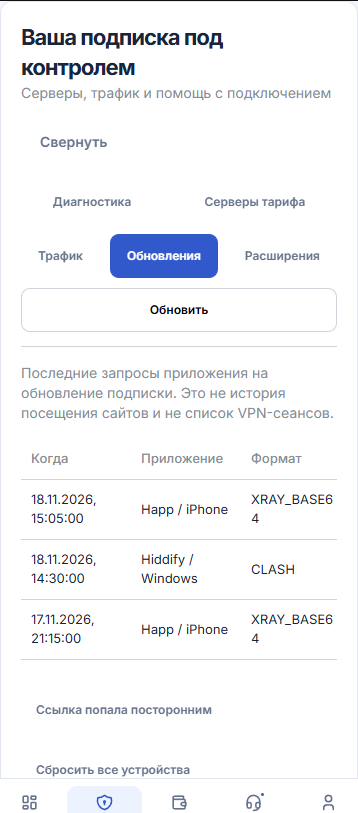 Ваша подписка под
контролем
Серверы, трафик и помощь с подключением
Свернуть
Диагностика
Серверы тарифа
Трафик
Обновления
Расширения
Обновить
Последние запросы приложения на
обновление подписки. Это не история
посещения сайтов и не список VPN-сеансов.
Когда Приложение Формат
18.11.2026,
15:05:00
Happ / iPhone
XRAY_BASE6
4
18.11.2026,
14:30:00
Hiddify /
Windows
CLASH
17.11.2026,
21:15:00
Happ / iPhone
XRAY_BASE6
4
Ссылка попала посторонним
Сбросить все устройства